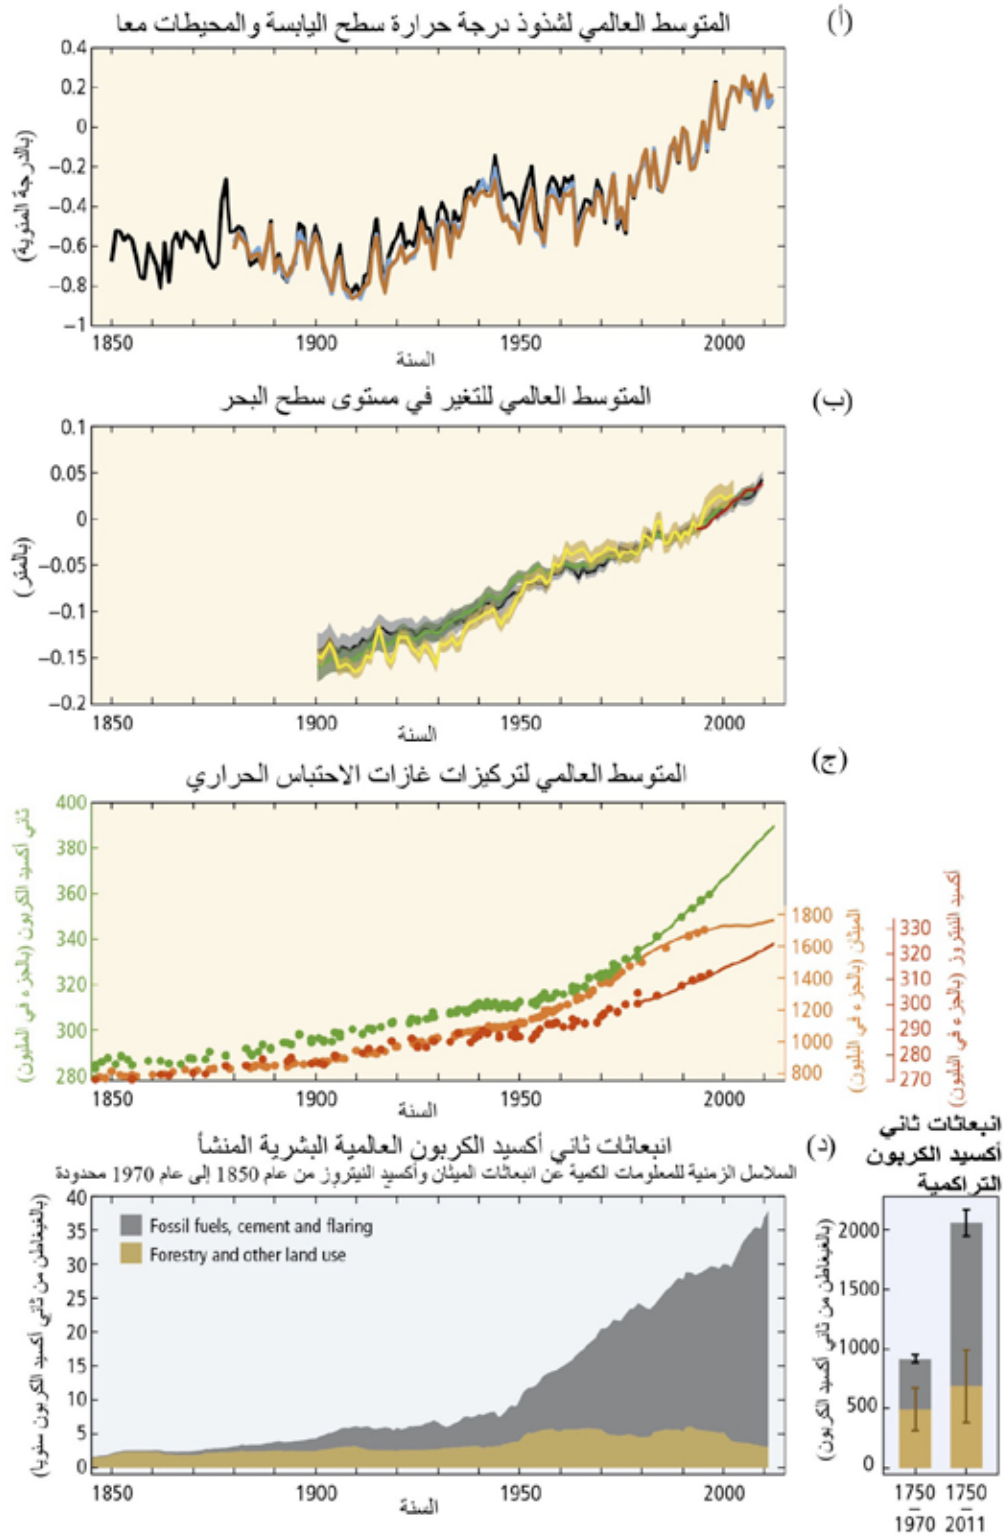 (أ)
المتوسط العالمي لشذوذ درجة حرارة سطح اليابسة والمحيطات معا
(بالدرجة المئوية)
0.4
0.2
0
−0.2
−0.4
−0.6
−0.8
−1
1850 1900 1950 2000
السنة
(ب)
المتوسط العالمي للتغير في مستوى سطح البحر
(بالمتر)
0.1
0.05
0
−0.05
−0.1
−0.15
−0.2
1850 1900 1950 2000
السنة
(ج)
المتوسط العالمي لتركيزات غازات الاحتباس الحراري
ثاني أكسيد الكربون (بالجزء في المليون)
400
380
360
340
320
300
280
1800
1600
1400
1200
1000
800
الميثان (بالجزء في البليون)
330
320
310
300
290
280
270
أكسيد النيتروز (بالجزء في البليون)
1850 1900 1950 2000
السنة
(د)
انبعاثات ثاني أكسيد الكربون العالمية البشرية المنشأ
السلاسل الزمنية للمعلومات الكمية عن انبعاثات الميثان وأكسيد النيتروز من عام 1850 إلى عام 1970 محدودة
(بالغيغاطن من ثاني أكسيد الكربون سنويا)
40
35
30
25
20
15
10
5
0
Fossil fuels, cement and flaring
Forestry and other land use
1850 1900 1950 2000
السنة
انبعاثات ثاني
أكسيد الكربون
التراكمية
(بالغيغاطن من ثاني أكسيد الكربون)
2000
1500
1000
500
0
1750 1750
– –
1970 2011